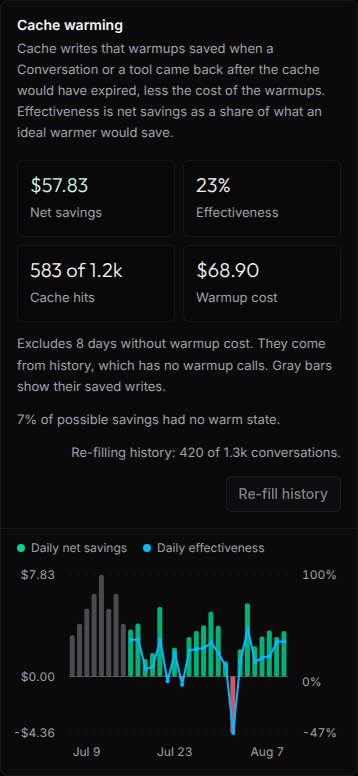 Cache warming
Cache writes that warmups saved when a
Conversation or a tool came back after the cache
would have expired, less the cost of the warmups.
Effectiveness is net savings as a share of what an
ideal warmer would save.
$57.83
Net savings
23%
Effectiveness
583 of 1.2k
Cache hits
$68.90
Warmup cost
Excludes 8 days without warmup cost. They come
from history, which has no warmup calls. Gray bars
show their saved writes.
7% of possible savings had no warm state.
Re-filling history: 420 of 1.3k conversations.
Re-fill history
Daily net savings
Daily effectiveness
$7.83
100%
$0.00
0%
-$4.36
-47%
Jul 9
Jul 23
Aug 7